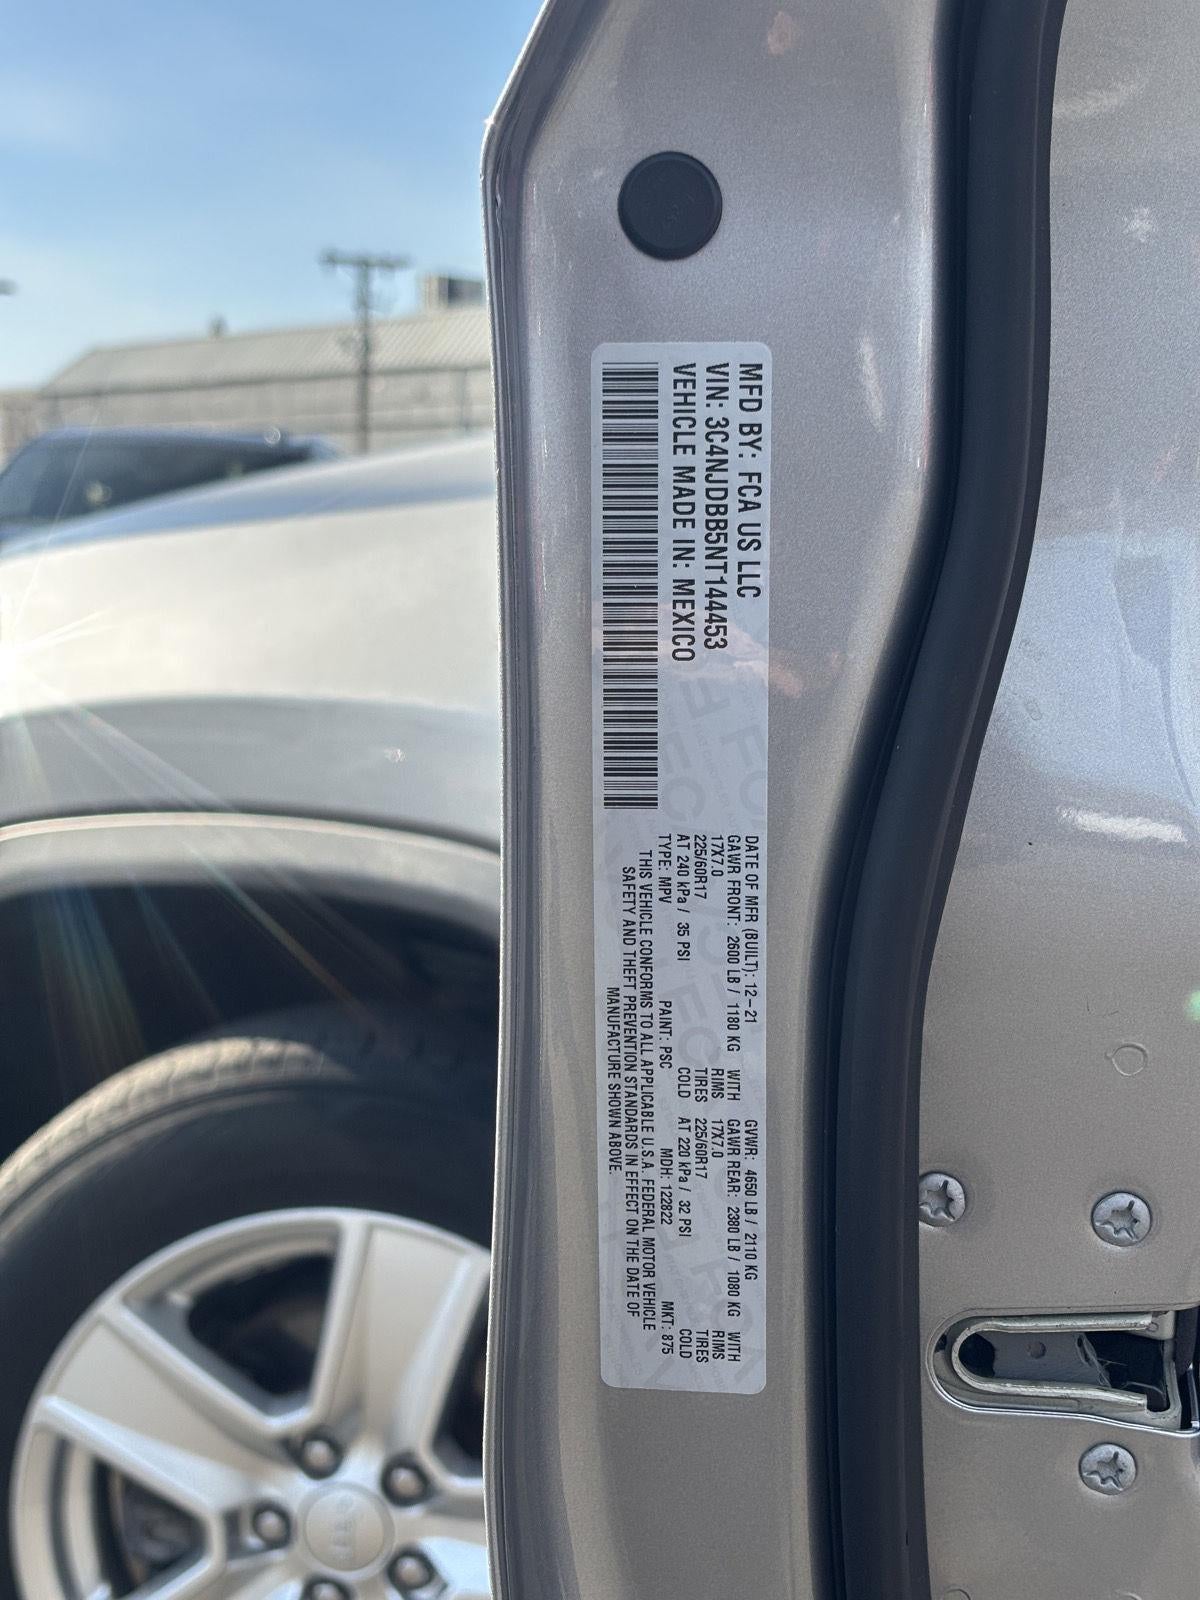 MFD BY: FCA US LLC
VIN: 3C4NJDBB5NT144453
VEHICLE MADE IN: MEXICO
DATE OF MFR (BUILT): 12-21 GVWR: 4650 LB / 2110 KG
GAWR FRONT: 2600 LB / 1180 KG WITH GAWR REAR: 2380 LB / 1080 KG WITH
17X7.0 RIMS 17X7.0 RIMS
225/60R17 TIRES 225/60R17 TIRES
AT 240 kPa / 35 PSI COLD AT 220 kPa / 32 PSI COLD
TYPE: MPV PAINT: PSC MDH: 122822 MKT: 875
THIS VEHICLE CONFORMS TO ALL APPLICABLE U.S.A. FEDERAL MOTOR VEHICLE
SAFETY AND THEFT PREVENTION STANDARDS IN EFFECT ON THE DATE OF
MANUFACTURE SHOWN ABOVE.
Jeep